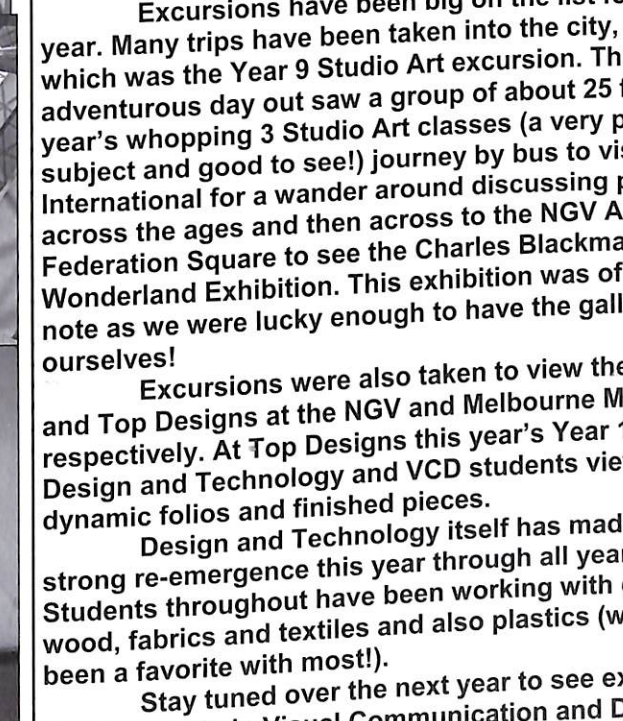 Excursions have been big on the list
year. Many trips have been taken into the city,
which was the Year 9 Studio Art excursion. Th
adventurous day out saw a group of about 25 f
year's whopping 3 Studio Art classes (a very p
subject and good to see!) journey by bus to vis
International for a wander around discussing p
across the ages and then across to the NGV A
Federation Square to see the Charles Blackma
Wonderland Exhibition. This exhibition was of
note as we were lucky enough to have the gall
ourselves!
Excursions were also taken to view the
and Top Designs at the NGV and Melbourne M
respectively. At Top Designs this year's Year 1
Design and Technology and VCD students vie
dynamic folios and finished pieces.
Design and Technology itself has mad
strong re-emergence this year through all year
Students throughout have been working with
wood, fabrics and textiles and also plastics (w
been a favorite with most!).
Stay tuned over the next year to see ex
Visual Communication and D